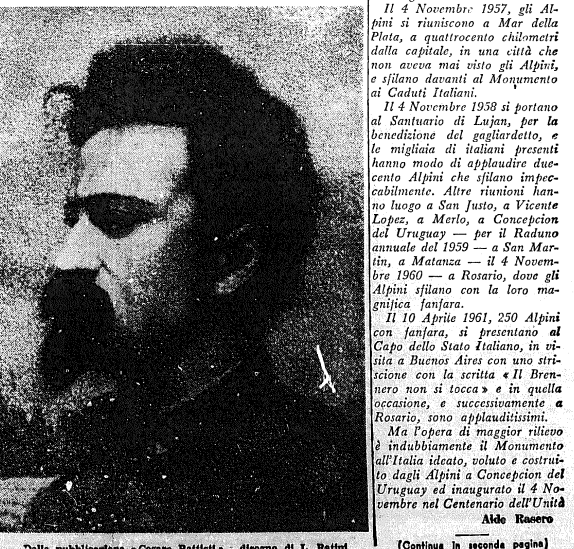 Il 4 Novembre 1957, gli Al-
pini si riuniscono a Mar della
Plata, a quattrocento chilometri
dalla capitale, in una città che
non aveva mai visto gli Alpini,
e sfilano davanti al Monumento
ai Caduti Italiani.
Il 4 Novembre 1958 si portano
al Santuario di Lujan, per la
benedizione del gagliardetto, e
le migliaia di italiani presenti
hanno modo di applaudire due-
cento Alpini che sfilano impec-
cabilmente. Altre riunioni han-
no luogo a San Justo, a Vicente
Lopez, a Merlo, a Concepcion
del Uruguay — per il Raduno
annuale del 1959 — a San Mar-
tin, a Matanza — il 4 Novem-
bre 1960 — a Rosario, dove gli
Alpini sfilano con la loro ma-
gnifica fanfara.
Il 10 Aprile 1961, 250 Alpini
con fanfara, si presentano al
Capo dello Stato Italiano, in vi-
sita a Buenos Aires con uno stri-
scione con la scritta « Il Bren-
nero non si tocca » e in quella
occasione, e successivamente a
Rosario, sono applauditissimi.
Ma l'opera di maggior rilievo
è indubbiamente il Monumento
all'Italia ideato, voluto e costrui-
to dagli Alpini a Concepcion del
Uruguay ed inaugurato il 4 No-
vembre nel Centenario dell'Unità
Aldo Rasero
(Continua in seconda pagina)
Dalla pubblicazione « Cesare Battisti » - disegno di L. Ratini